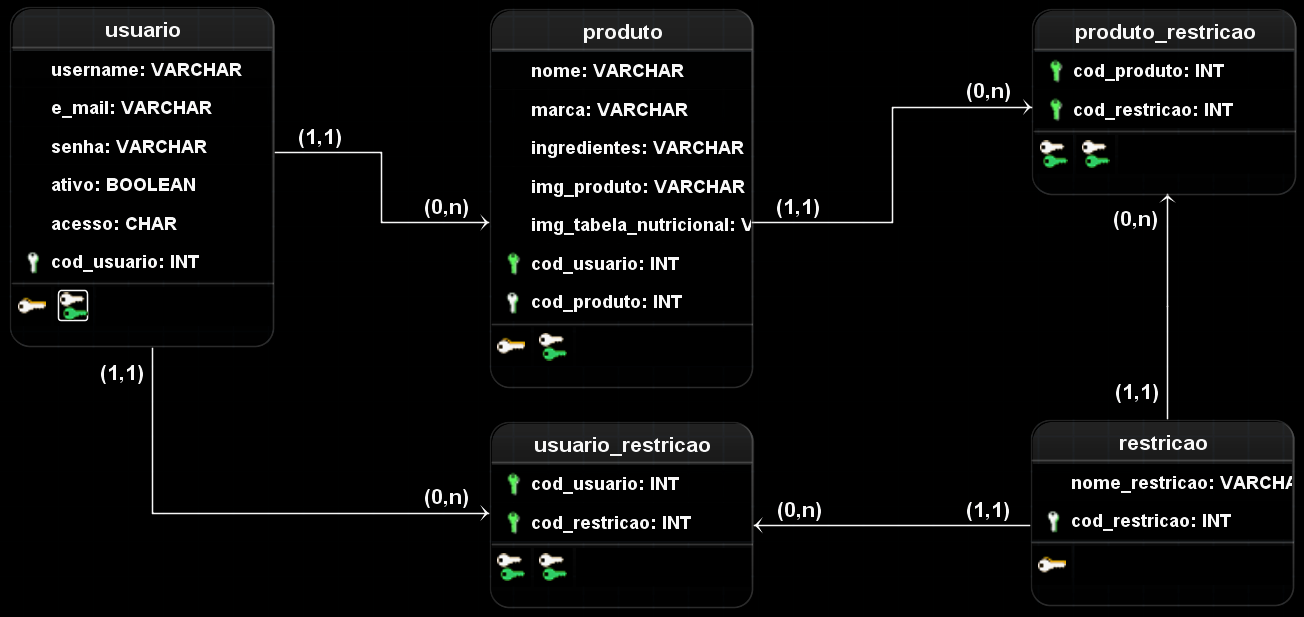 usuario
username: VARCHAR
e_mail: VARCHAR
senha: VARCHAR
ativo: BOOLEAN
acesso: CHAR
cod_usuario: INT
(1,1)
(0,n)
(1,1)
(0,n)
produto
nome: VARCHAR
marca: VARCHAR
ingredientes: VARCHAR
img_produto: VARCHAR
img_tabela_nutricional: V
cod_usuario: INT
cod_produto: INT
(1,1)
(0,n)
produto_restricao
cod_produto: INT
cod_restricao: INT
(0,n)
(1,1)
usuario_restricao
cod_usuario: INT
cod_restricao: INT
(0,n)
(1,1)
restricao
nome_restricao: VARCHA
cod_restricao: INT